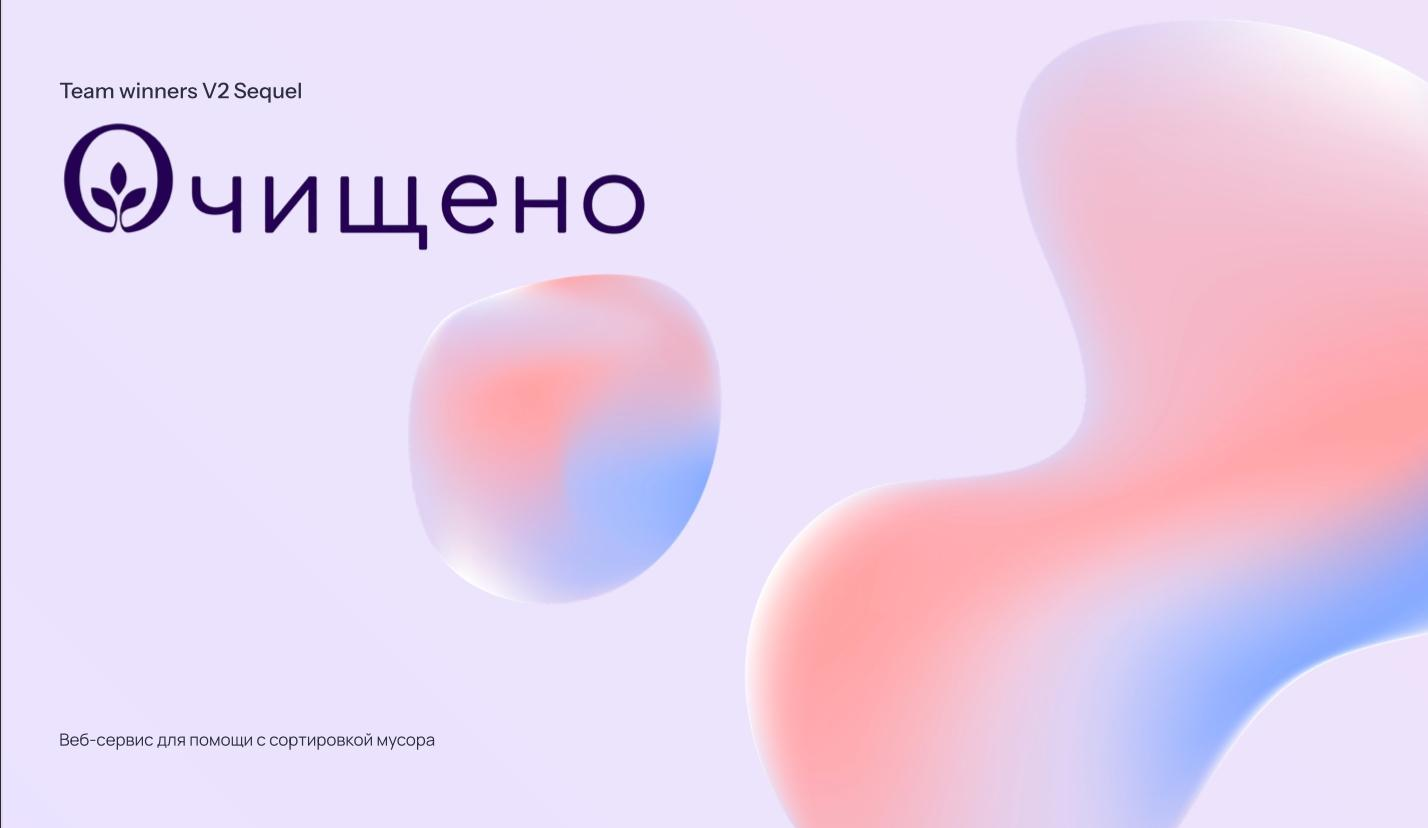 Team winners V2 Sequel
Очищено
Веб-сервис для помощи с сортировкой мусора